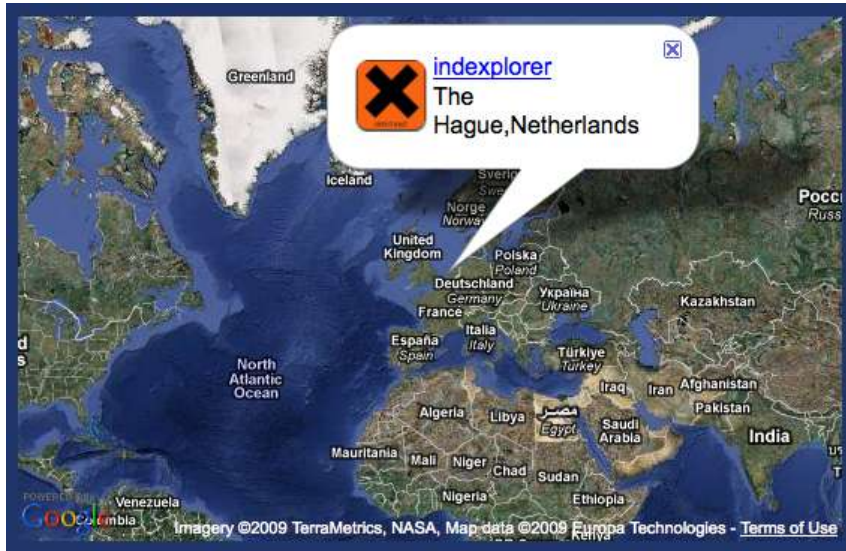 indexplorer
The
Hague,Netherlands
Greenland
Iceland
Norge
Norway
United
Kingdom
Polska
Poland
Deutschland
Germany
Україна
Ukraine
France
España
Spain
Italia
Italy
Türkiye
Turkey
Kazakhstan
North
Atlantic
Ocean
Iraq
Iran
Afghanistan
Pakistan
Algeria
Libya
مصر
Egypt
Saudi
Arabia
India
Mauritania
Mali
Niger
Chad
Sudan
Nigeria
Ethiopia
Venezuela
POWERED BY
Google
Imagery ©2009 TerraMetrics, NASA, Map data ©2009 Europa Technologies - Terms of Use